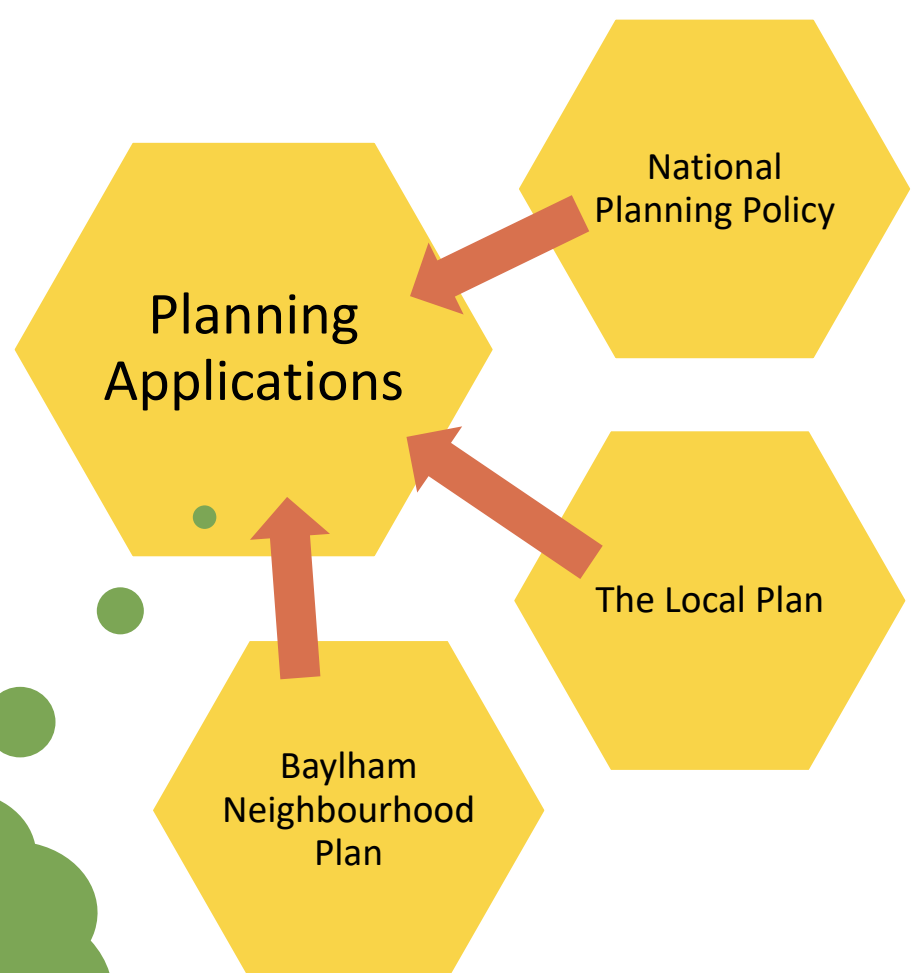 National
Planning Policy
Planning
Applications
The Local Plan
Baylham
Neighbourhood
Plan